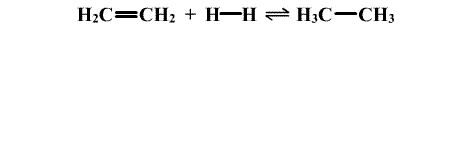 H₂C=CH₂ + H—H ⇌ H₃C—CH₃